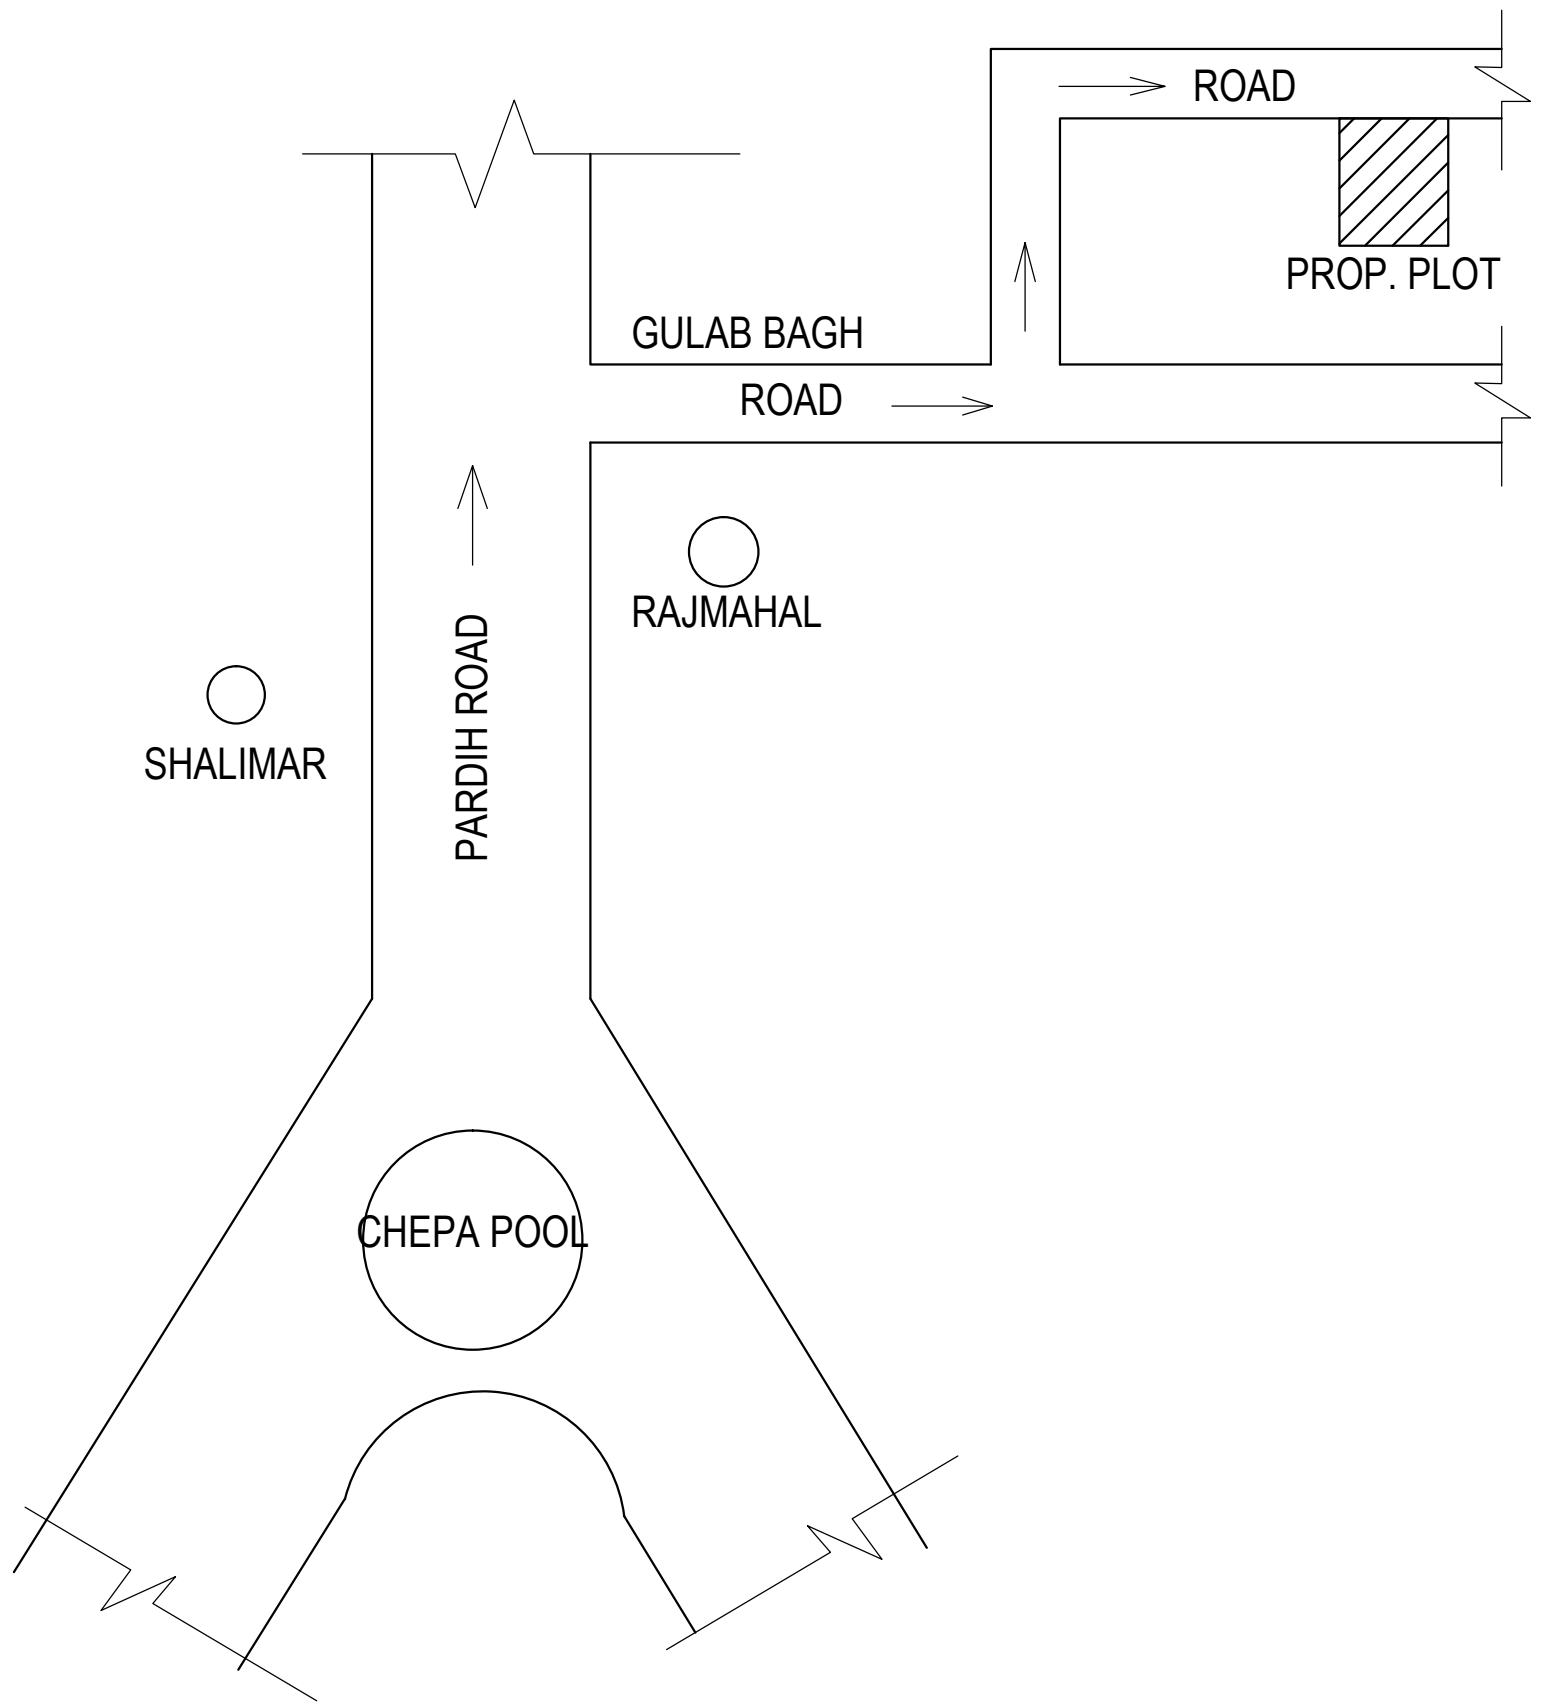 ROAD
PROP. PLOT
GULAB BAGH
ROAD
RAJMAHAL
PARDIH ROAD
SHALIMAR
CHEPA POOL